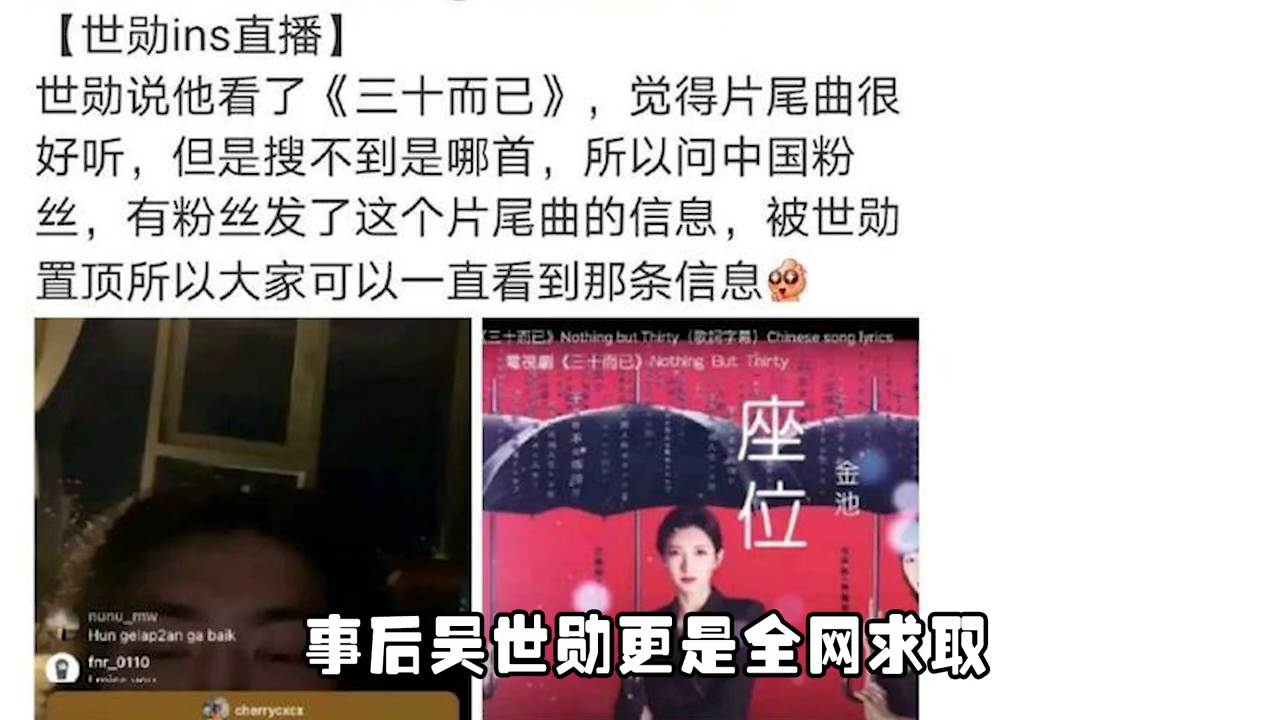 【世勋ins直播】
世勋说他看了《三十而已》，觉得片尾曲很
好听，但是搜不到是哪首，所以问中国粉
丝，有粉丝发了这个片尾曲的信息，被世勋
置顶所以大家可以一直看到那条信息
《三十而已》Nothing but Thirty（歌詞字幕）Chinese song lyrics
電視劇《三十而已》Nothing But Thirty
座位
金池
nunu_mw
Hun gelap2an ga baik
fnr_0110
I miss you
cherrycxcx
事后吴世勋更是全网求取